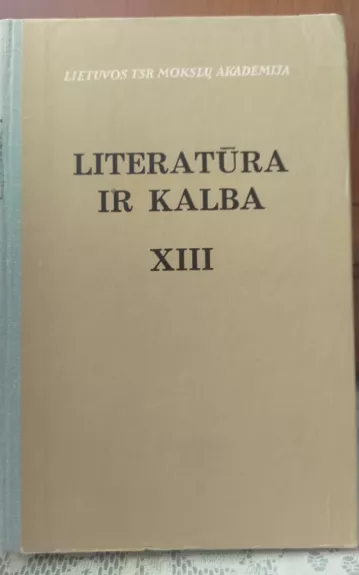 LIETUVOS TSR MOKSLŲ AKADEMIJA
LITERATŪRA
IR KALBA
XIII